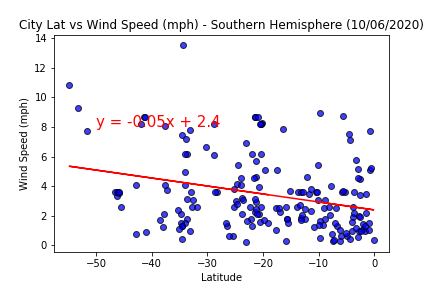 City Lat vs Wind Speed (mph) - Southern Hemisphere (10/06/2020)
14
12
10
8
6
4
2
0
Wind Speed (mph)
y = -0.05x + 2.4
−50 −40 −30 −20 −10 0
Latitude